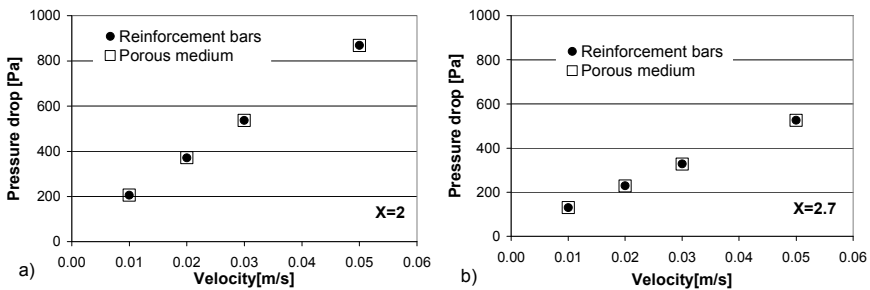 1000
800
600
400
200
0
Pressure drop [Pa]
Reinforcement bars
Porous medium
X=2
0.00 0.01 0.02 0.03 0.04 0.05 0.06
Velocity[m/s]
a)
1000
800
600
400
200
0
Pressure drop [Pa]
Reinforcement bars
Porous medium
X=2.7
0.00 0.01 0.02 0.03 0.04 0.05 0.06
Velocity[m/s]
b)